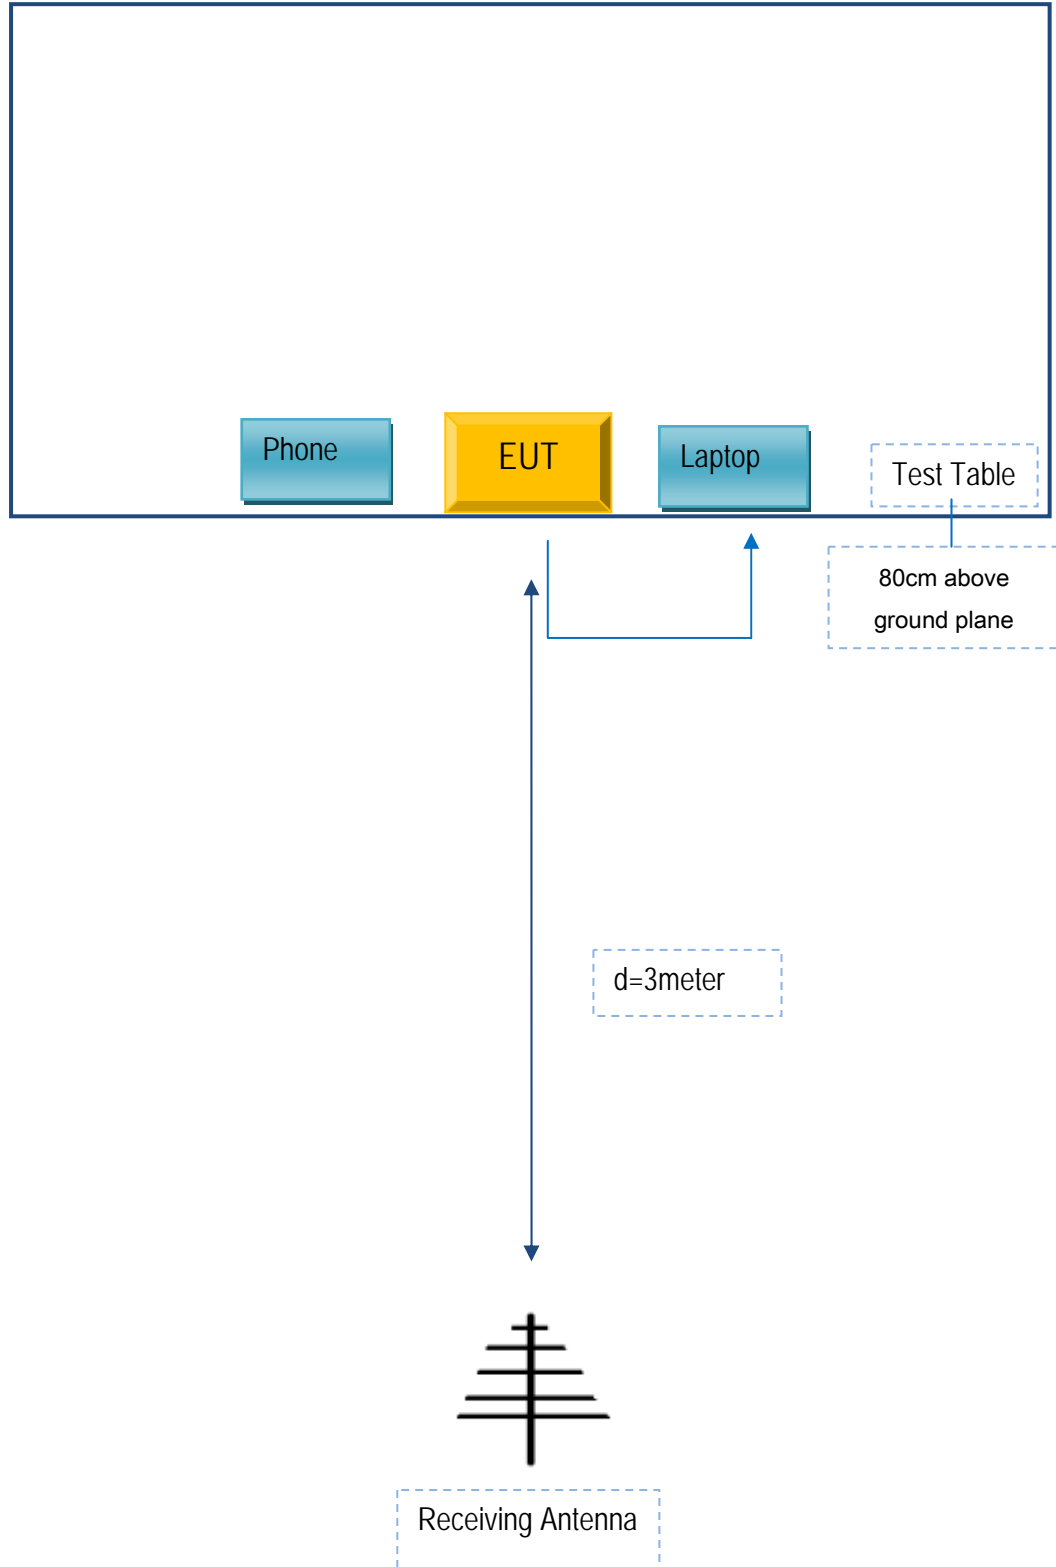 Phone
EUT
Laptop
Test Table
80cm above
ground plane
d=3meter
Receiving Antenna